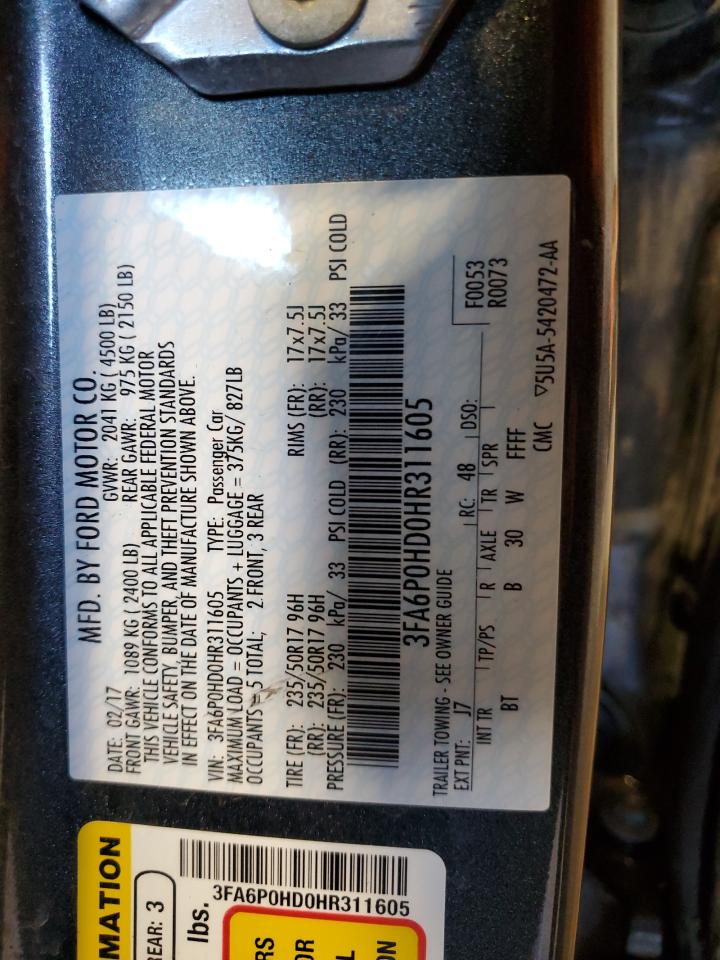 MFD. BY FORD MOTOR CO.
DATE: 02/17 GVWR: 2041 KG ( 4500 LB)
FRONT GAWR: 1089 KG ( 2400 LB) REAR GAWR: 975 KG ( 2150 LB)
THIS VEHICLE CONFORMS TO ALL APPLICABLE FEDERAL MOTOR
VEHICLE SAFETY, BUMPER, AND THEFT PREVENTION STANDARDS
IN EFFECT ON THE DATE OF MANUFACTURE SHOWN ABOVE.
VIN: 3FA6P0HD0HR311605 TYPE: Passenger Car
MAXIMUM LOAD = OCCUPANTS + LUGGAGE = 375KG/ 827LB
OCCUPANTS = 5 TOTAL; 2 FRONT, 3 REAR
TIRE (FR): 235/50R17 96H RIMS (FR): 17x7.5J
(RR): 235/50R17 96H (RR): 17x7.5J
PRESSURE (FR): 230 kPa/ 33 PSI COLD (RR): 230 kPa/ 33 PSI COLD
3FA6P0HD0HR311605
TRAILER TOWING - SEE OWNER GUIDE
F0053
EXT PNT: J7 RC: 48 DSO: R0073
INT TR TP/PS R AXLE TR SPR
BT B 30 W FFFF
CMC ▽5U5A-5420472-AA
MATION
REAR: 3
lbs.
3FA6P0HD0HR311605
RS
OR
L
ON